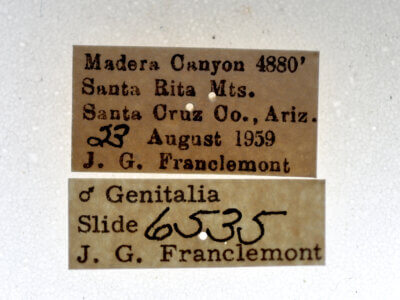 Madera Canyon 4880'
Santa Rita Mts.
Santa Cruz Co., Ariz.
23 August 1959
J. G. Franclemont
♂ Genitalia
Slide 6535
J. G. Franclemont